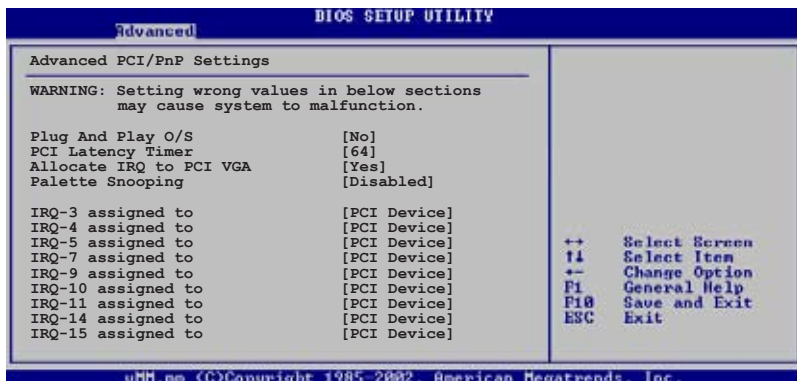 BIOS SETUP UTILITY
Advanced
Advanced PCI/PnP Settings
WARNING: Setting wrong values in below sections
may cause system to malfunction.
Plug And Play O/S [No]
PCI Latency Timer [64]
Allocate IRQ to PCI VGA [Yes]
Palette Snooping [Disabled]
IRQ-3 assigned to [PCI Device]
IRQ-4 assigned to [PCI Device]
IRQ-5 assigned to [PCI Device]
IRQ-7 assigned to [PCI Device]
IRQ-9 assigned to [PCI Device]
IRQ-10 assigned to [PCI Device]
IRQ-11 assigned to [PCI Device]
IRQ-14 assigned to [PCI Device]
IRQ-15 assigned to [PCI Device]
↔ Select Screen
↑↓ Select Item
+- Change Option
F1 General Help
F10 Save and Exit
ESC Exit
(C)Copyright 1985-2002, American Megatrends, Inc.